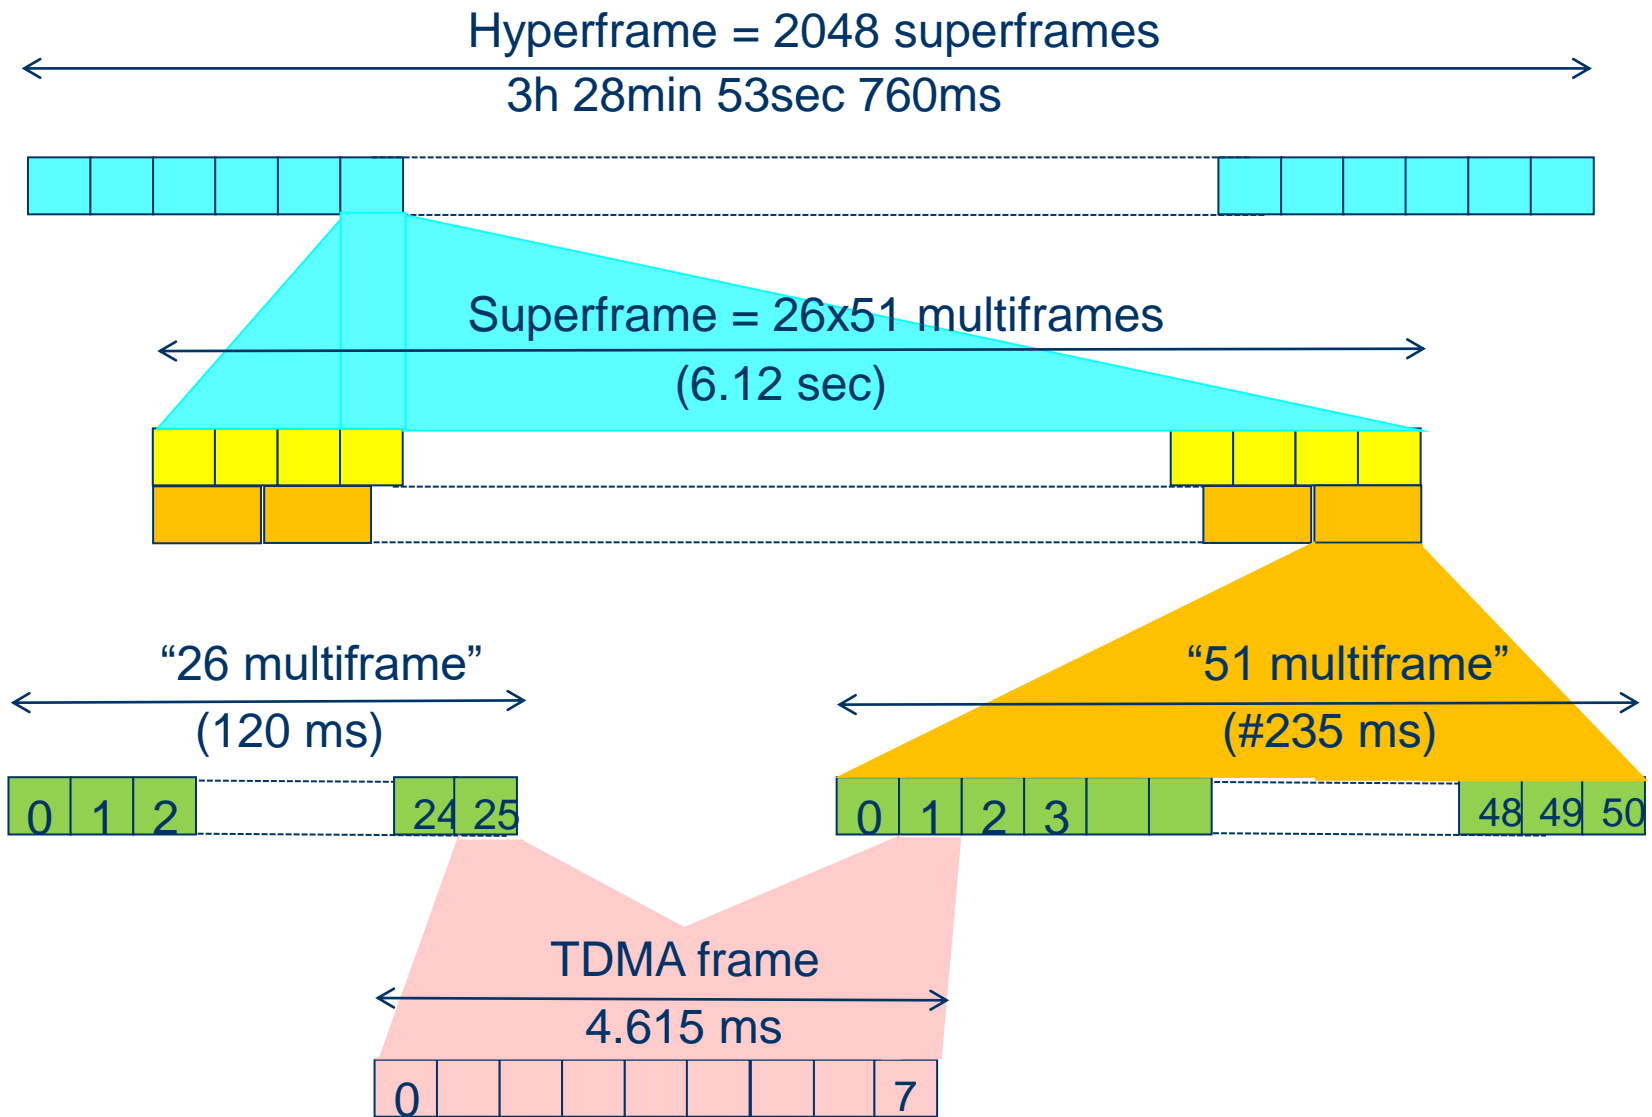 Hyperframe = 2048 superframes
3h 28min 53sec 760ms
Superframe = 26x51 multiframes
(6.12 sec)
“26 multiframe”
(120 ms)
“51 multiframe”
(#235 ms)
0 1 2 24 25
0 1 2 3 48 49 50
TDMA frame
4.615 ms
0 7